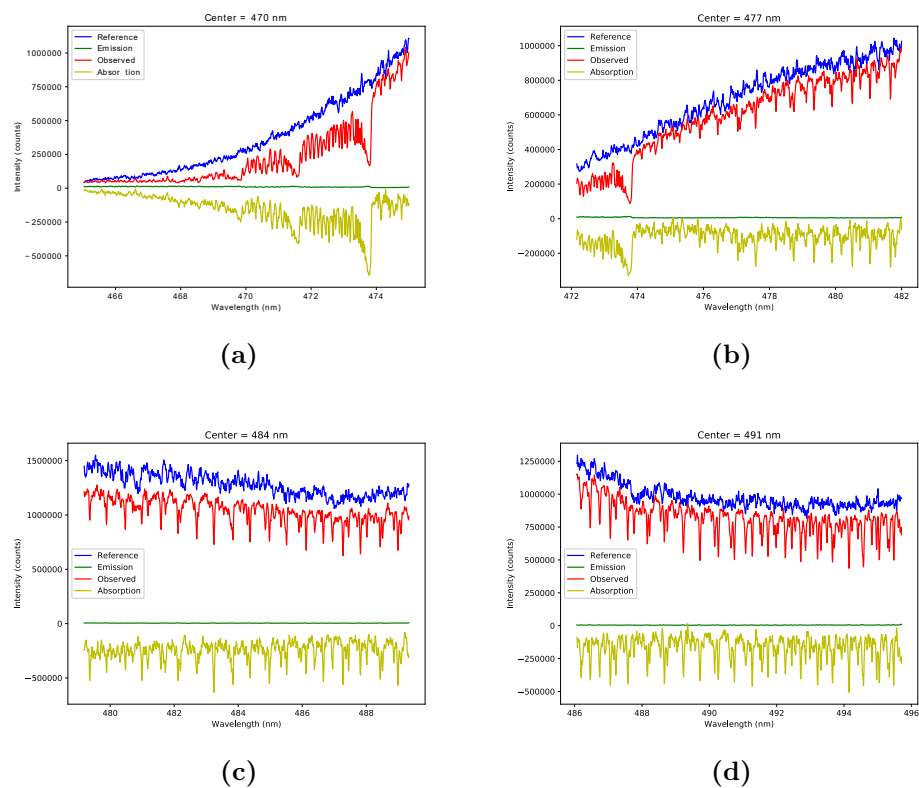 Center = 470 nm
1000000
750000
500000
250000
0
−250000
−500000
Intensity (counts)
Reference
Emission
Observed
Absor tion
466
468
470
472
474
Wavelength (nm)
(a)
Center = 477 nm
1000000
800000
600000
400000
200000
0
−200000
Intensity (counts)
Reference
Emission
Observed
Absorption
472
474
476
478
480
482
Wavelength (nm)
(b)
Center = 484 nm
1500000
1000000
500000
0
−500000
Intensity (counts)
Reference
Emission
Observed
Absorption
480
482
484
486
488
Wavelength (nm)
(c)
Center = 491 nm
1250000
1000000
750000
500000
250000
0
−250000
−500000
Intensity (counts)
Reference
Emission
Observed
Absorption
486
488
490
492
494
496
Wavelength (nm)
(d)